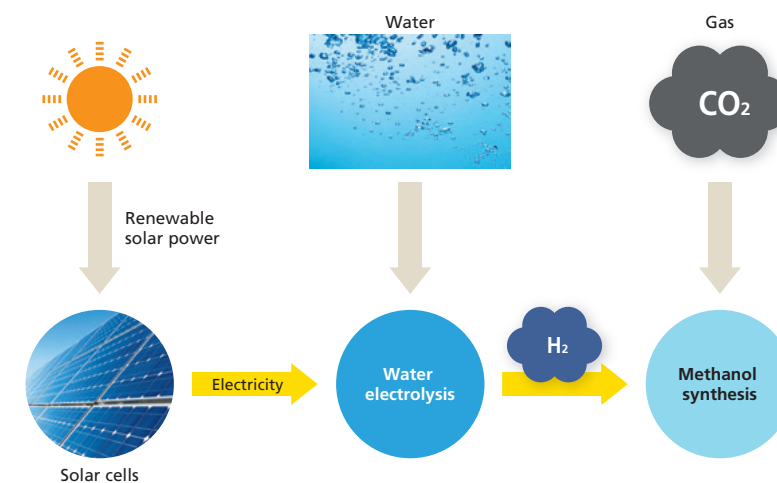 Water
Gas
CO₂
Renewable
solar power
H₂
Electricity
Water
electrolysis
Methanol
synthesis
Solar cells